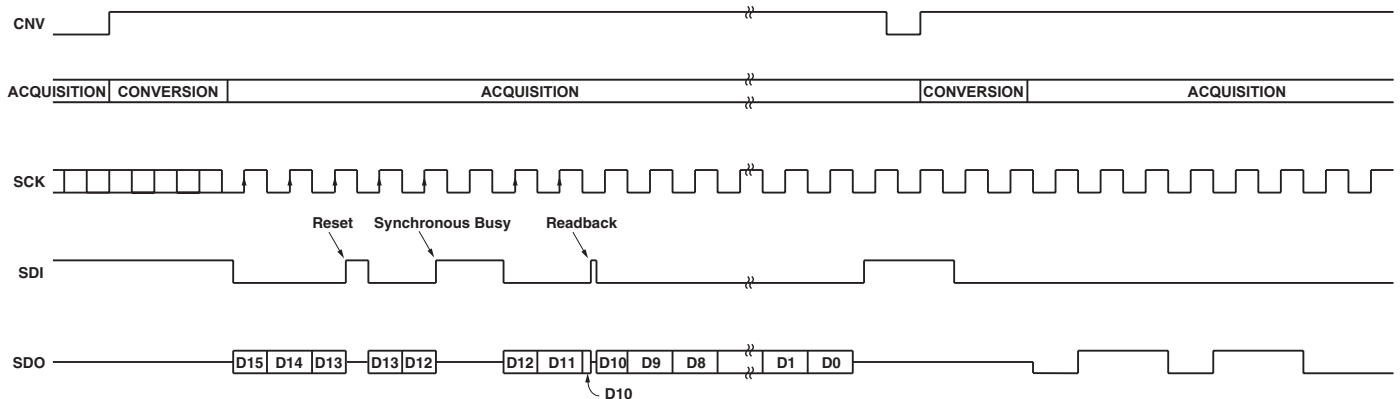 CNV
ACQUISITION CONVERSION ACQUISITION CONVERSION ACQUISITION
SCK
Reset Synchronous Busy Readback
SDI
SDO D15 D14 D13 D13 D12 D12 D11 D10 D9 D8 D1 D0
D10